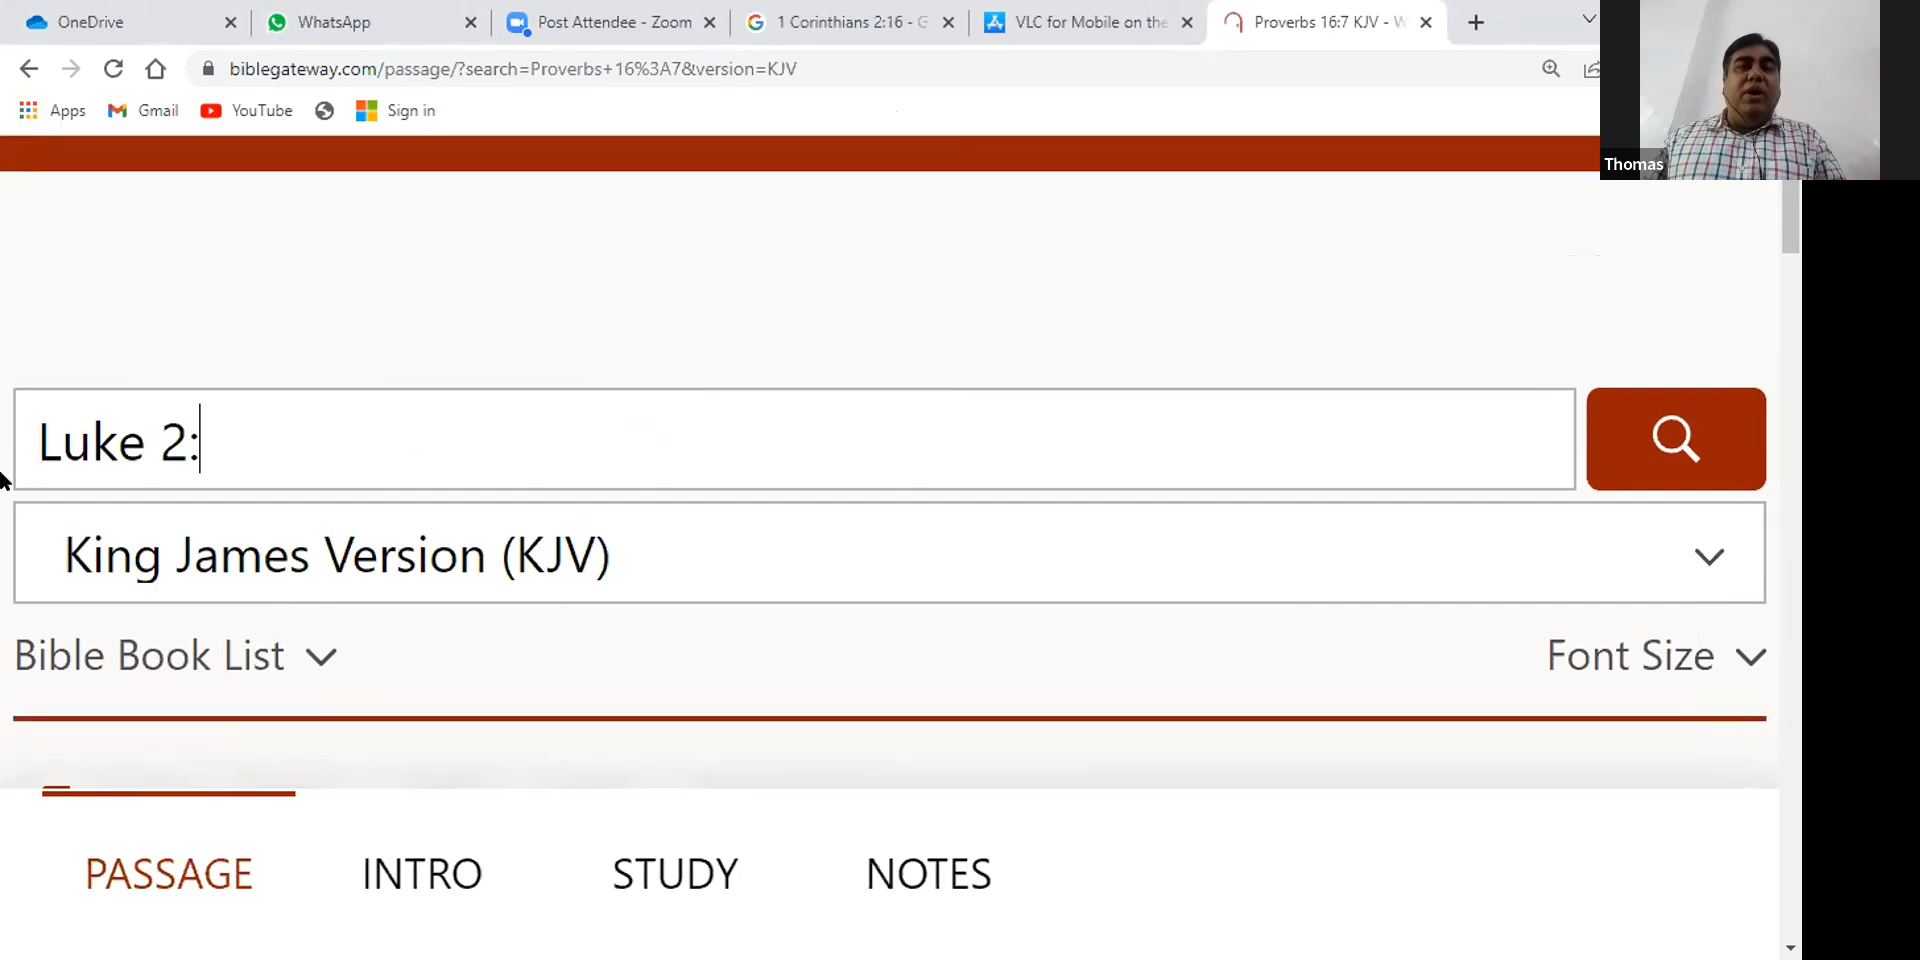 OneDrive
WhatsApp
Post Attendee - Zoom
1 Corinthians 2:16 - G
VLC for Mobile on the
Proverbs 16:7 KJV - W
biblegateway.com/passage/?search=Proverbs+16%3A7&version=KJV
Apps
Gmail
YouTube
Sign in
Thomas
Luke 2:
King James Version (KJV)
Bible Book List
Font Size
PASSAGE
INTRO
STUDY
NOTES